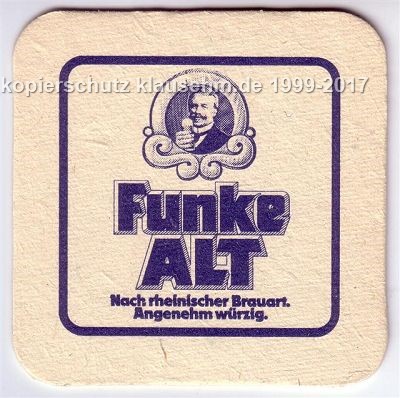 kopierschutz klausehm.de 1999-2017
Funke
ALT
Nach rheinischer Brauart.
Angenehm würzig.